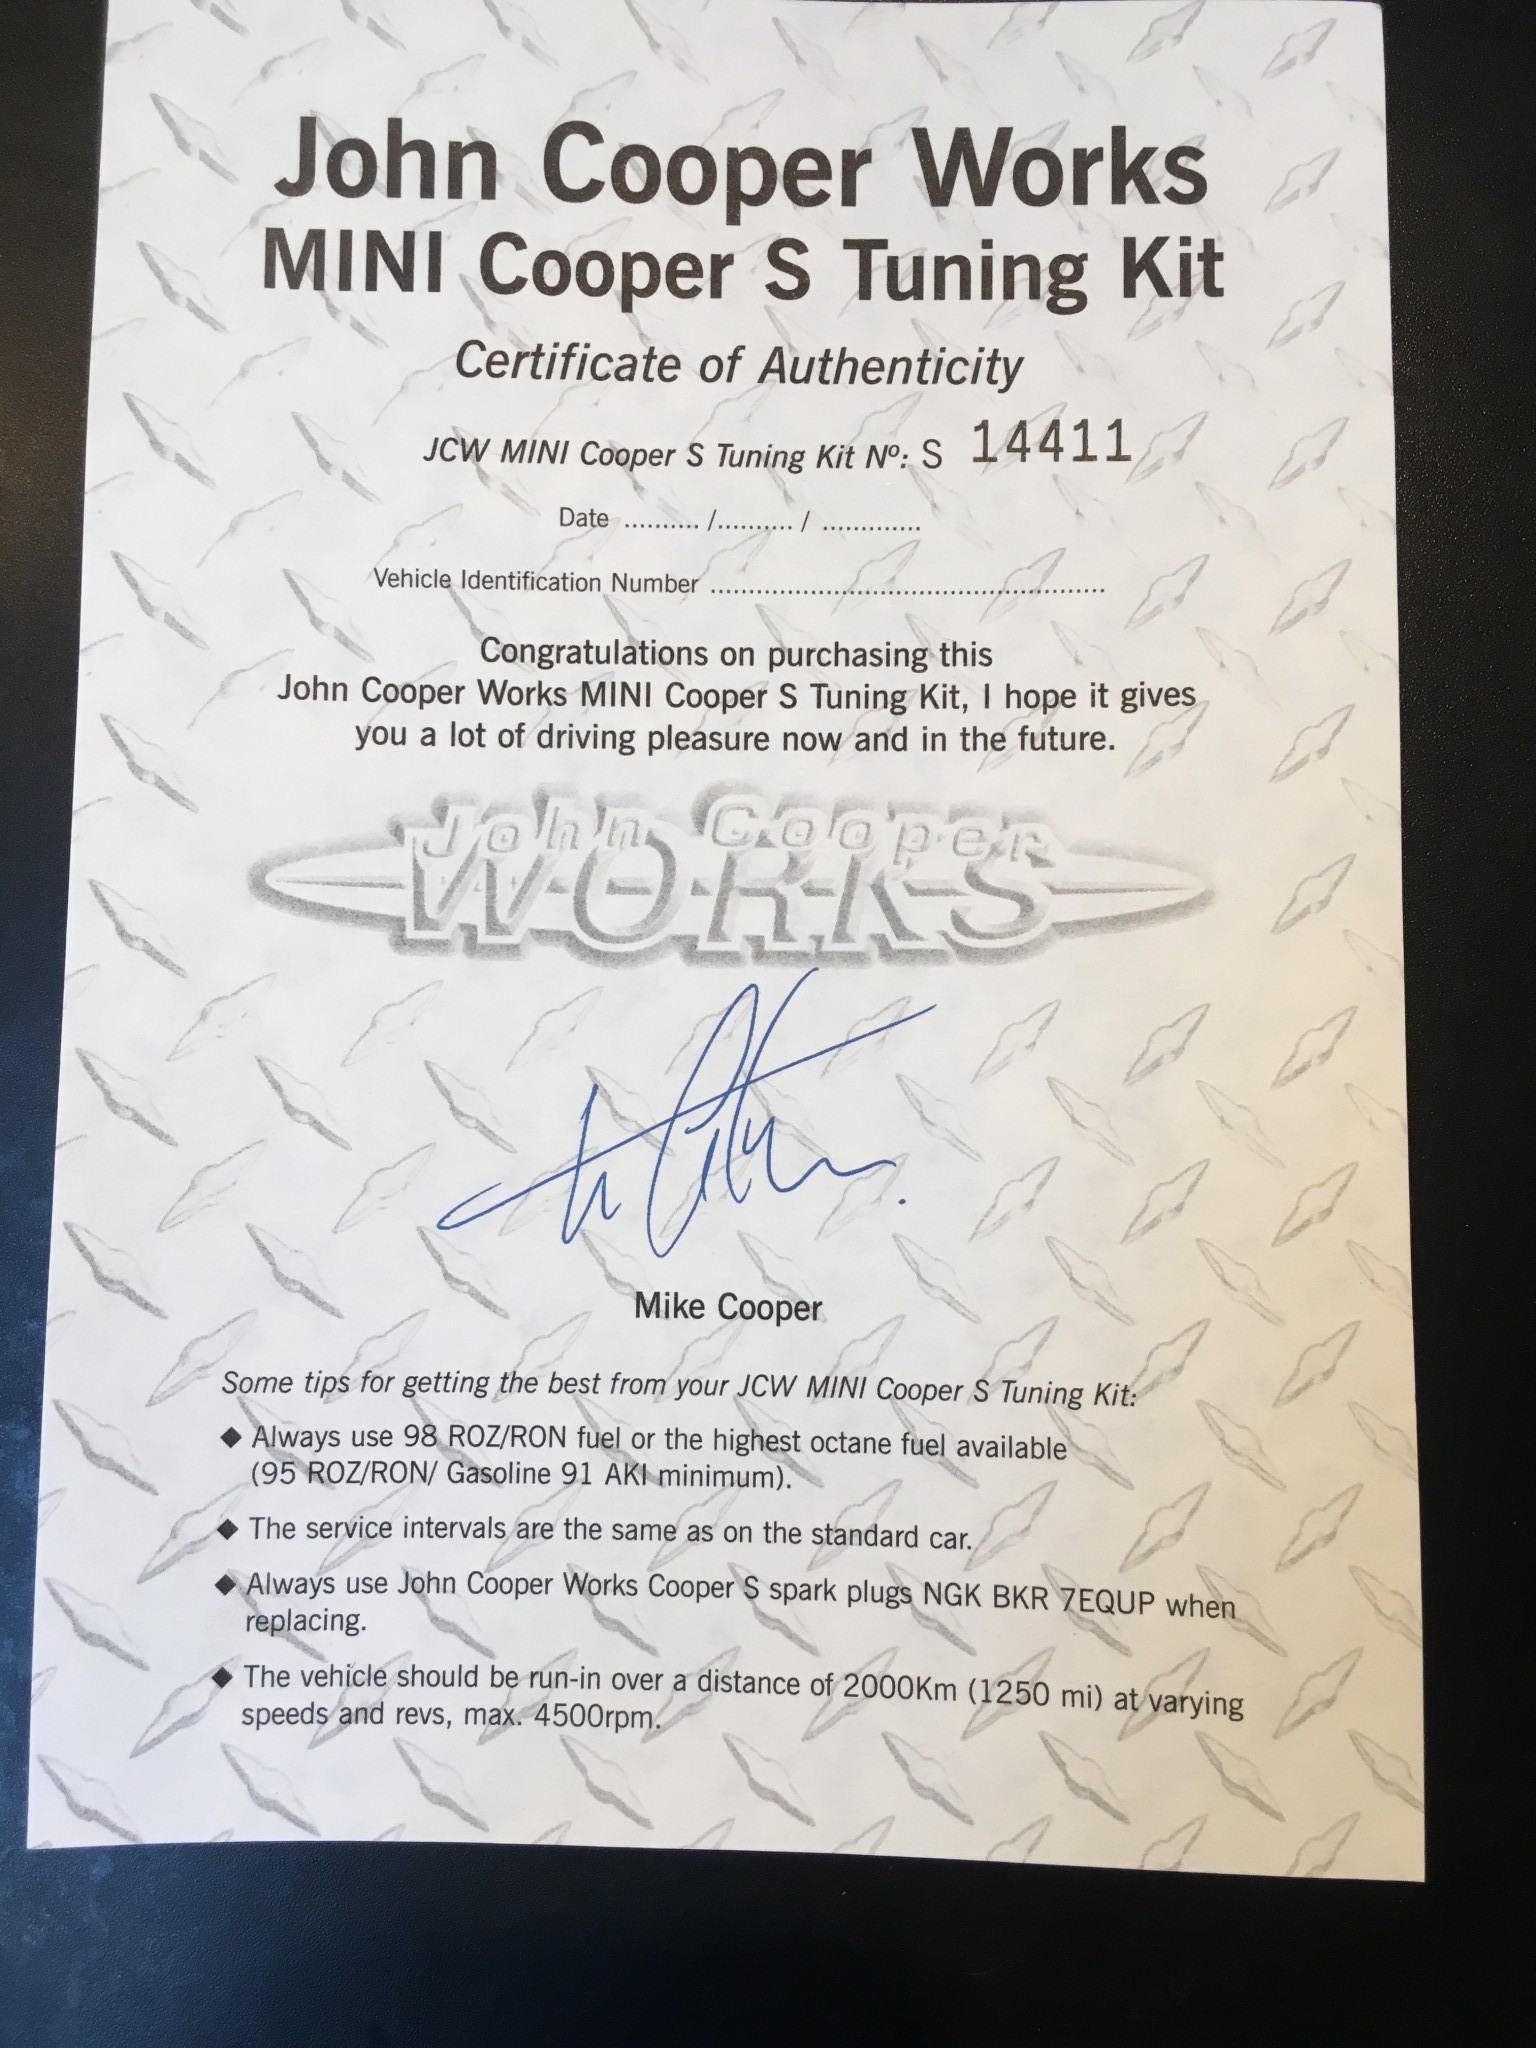 John Cooper Works
MINI Cooper S Tuning Kit
Certificate of Authenticity
JCW MINI Cooper S Tuning Kit Nº: S 14411
Date .......... /.......... / .............
Vehicle Identification Number ....................................................
Congratulations on purchasing this
John Cooper Works MINI Cooper S Tuning Kit, I hope it gives
you a lot of driving pleasure now and in the future.
John Cooper
WORKS
Mike Cooper
Some tips for getting the best from your JCW MINI Cooper S Tuning Kit:
◆ Always use 98 ROZ/RON fuel or the highest octane fuel available
(95 ROZ/RON/ Gasoline 91 AKI minimum).
◆ The service intervals are the same as on the standard car.
◆ Always use John Cooper Works Cooper S spark plugs NGK BKR 7EQUP when
replacing.
◆ The vehicle should be run-in over a distance of 2000Km (1250 mi) at varying
speeds and revs, max. 4500rpm.